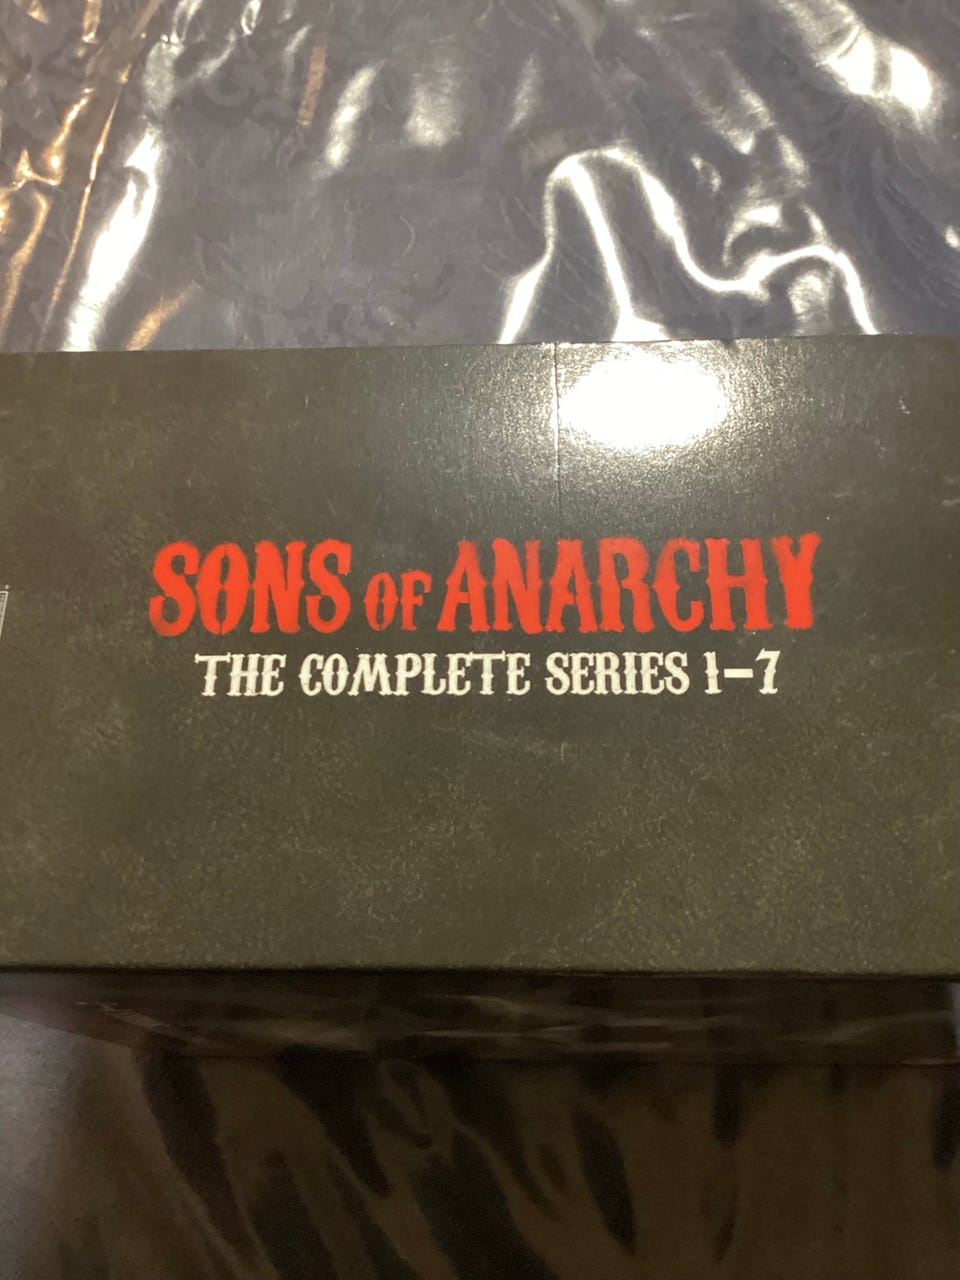 SONS OF ANARCHY
THE COMPLETE SERIES 1-7